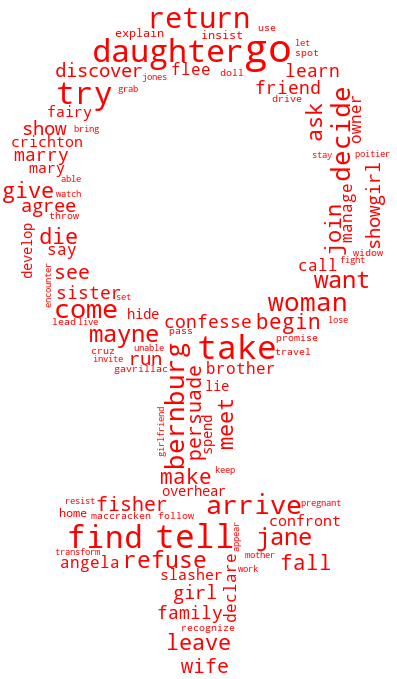 return
explain
insist
use
daughter
go
let
spot
discover
jones
flee
doll
learn
try
grab
friend
drive
fairy
show
bring
ask
decide
owner
crichton
marry
mary
able
stay
poitier
give
watch
agree
throw
join
manage
showgirl
develop
die
say
widow
encounter
see
call
fight
want
sister
set
come
lead
live
hide
woman
confesse
begin
lose
mayne
pass
unable
take
promise
travel
cruz
invite
run
gavrillac
bernburg
brother
persuade
lie
girlfriend
spend
meet
make
keep
overhear
resist
fisher
arrive
pregnant
home
maccracken
follow
confront
find
tell
appear
jane
transform
angela
refuse
mother
fall
slasher
work
girl
declare
family
recognize
leave
wife